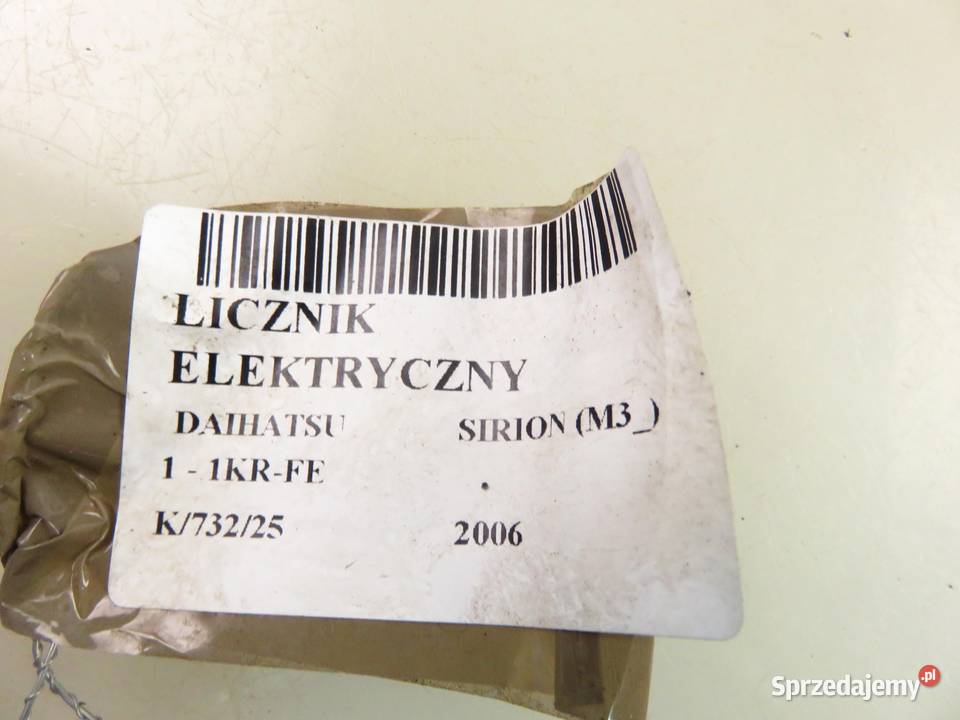 LICZNIK
ELEKTRYCZNY
DAIHATSU SIRION (M3_)
1 - 1KR-FE .
K/732/25 2006
Sprzedajemy.pl